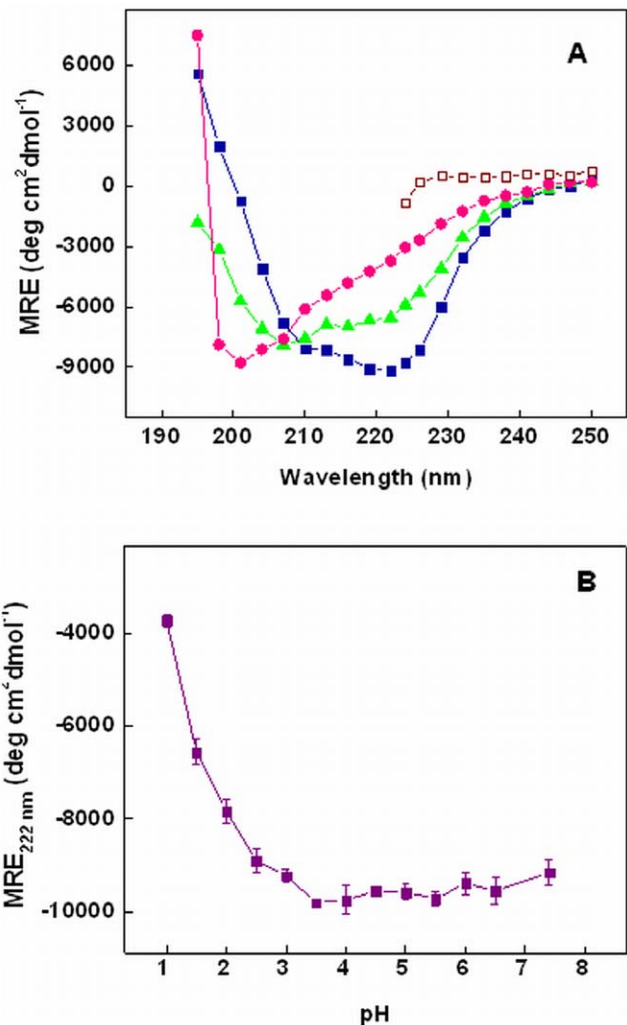 A
6000
3000
0
-3000
-6000
-9000
MRE (deg cm²dmol⁻¹)
190 200 210 220 230 240 250
Wavelength (nm)
B
-4000
-6000
-8000
-10000
MRE222 nm (deg cm²dmol⁻¹)
1 2 3 4 5 6 7 8
pH